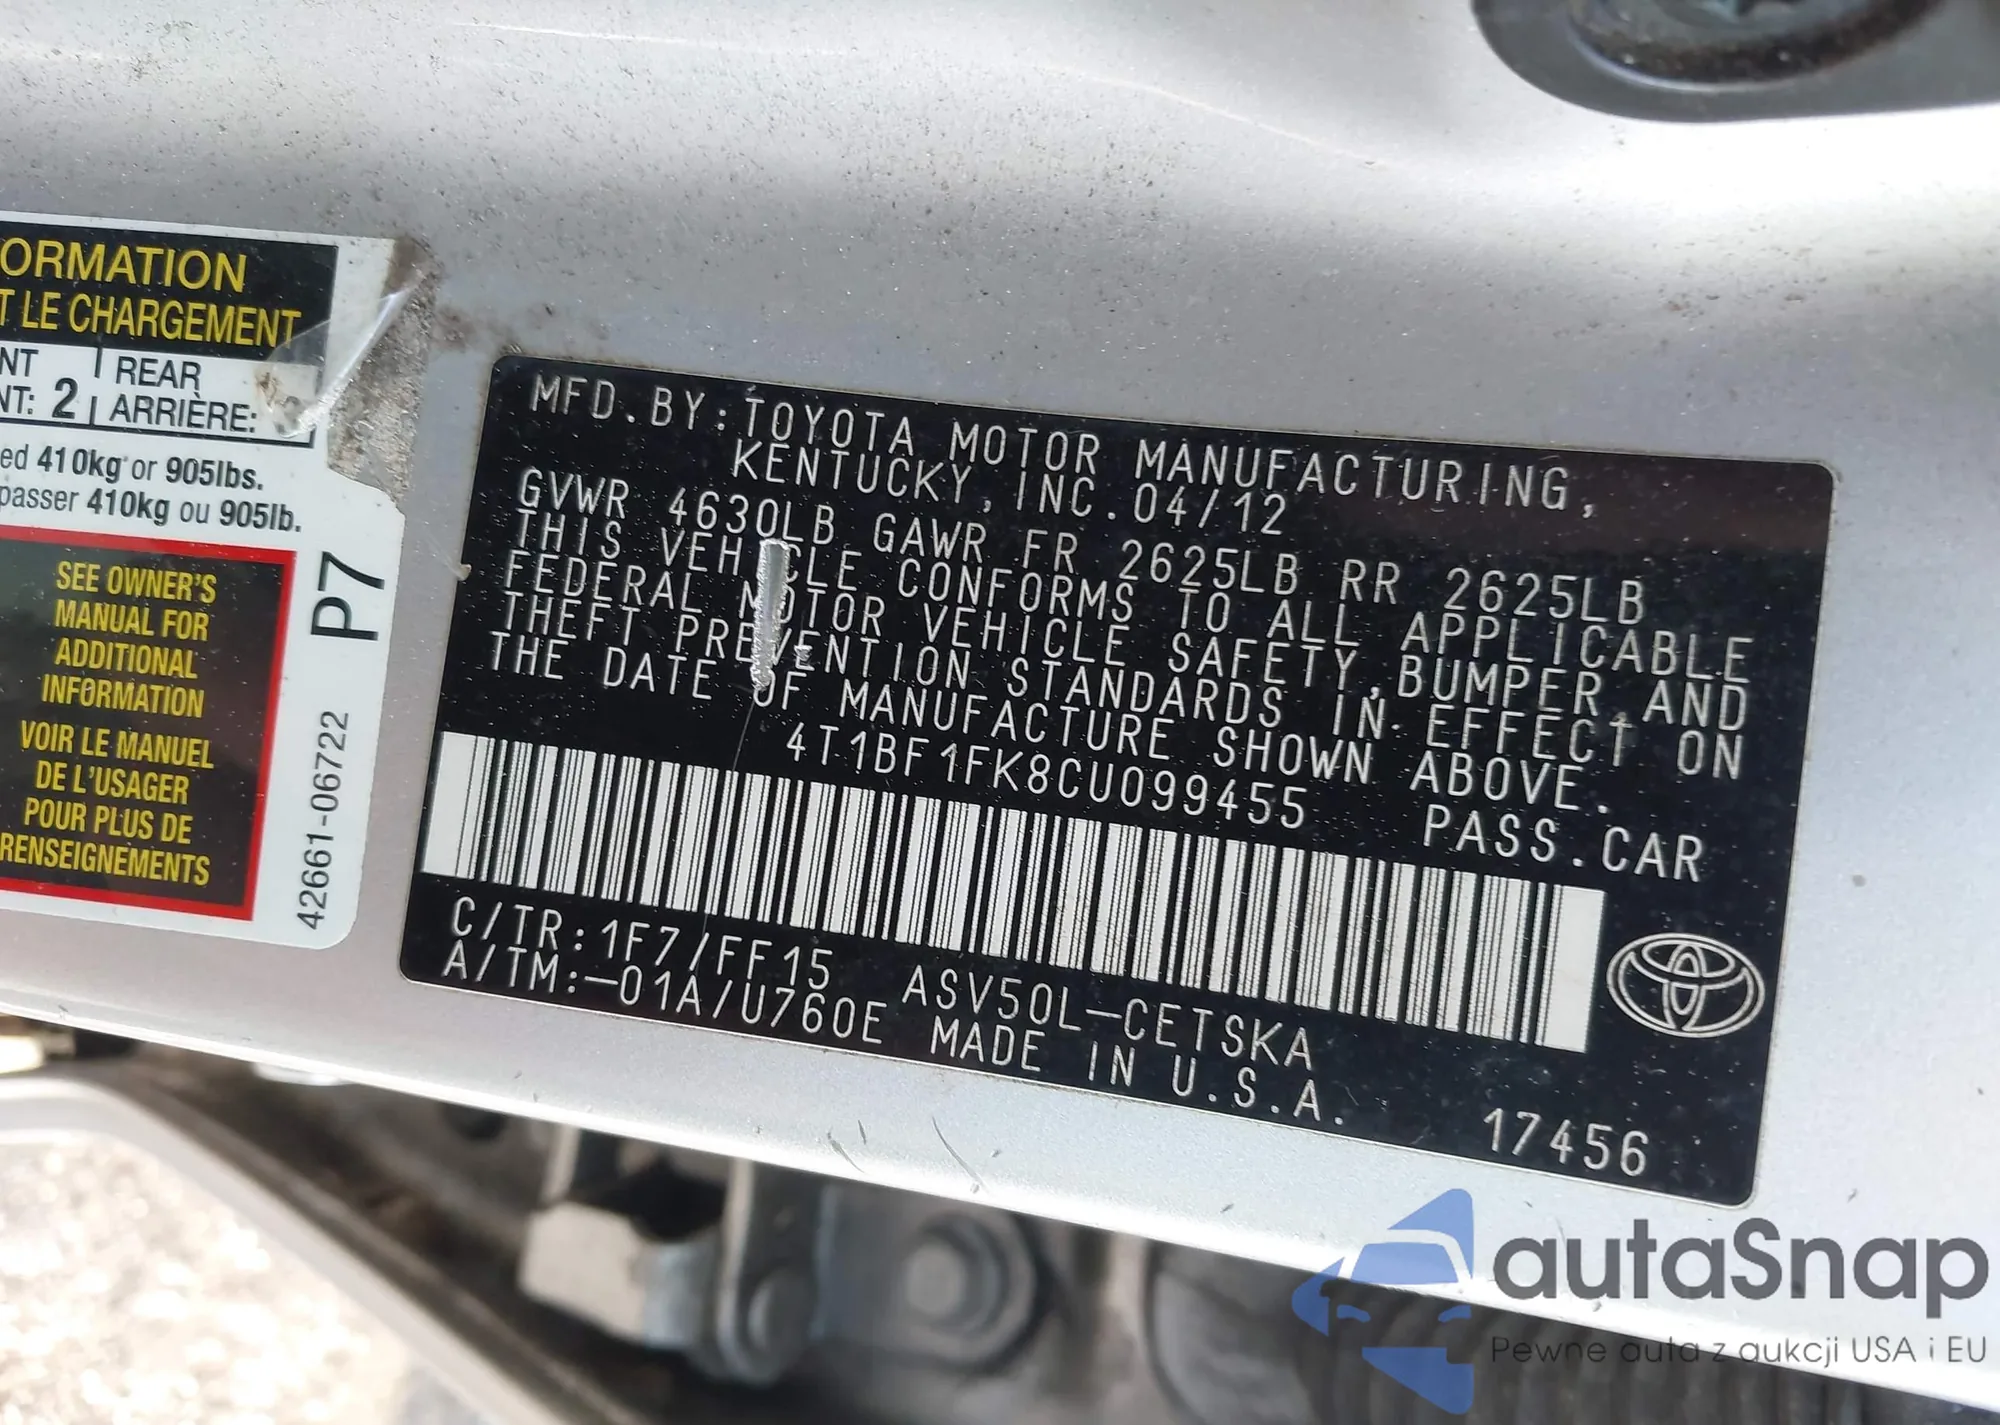 ORMATION
T LE CHARGEMENT
NT | REAR
NT: 2 | ARRIÈRE:
ed 410kg or 905lbs.
passer 410kg ou 905lb.
SEE OWNER'S
MANUAL FOR
ADDITIONAL
INFORMATION
VOIR LE MANUEL
DE L'USAGER
POUR PLUS DE
RENSEIGNEMENTS
P7
42661-06722
MFD.BY:TOYOTA MOTOR MANUFACTURING,
KENTUCKY, INC.04/12
GVWR 4630LB GAWR FR 2625LB RR 2625LB
THIS VEHICLE CONFORMS TO ALL APPLICABLE
FEDERAL MOTOR VEHICLE SAFETY,BUMPER,AND
THEFT PREVENTION STANDARDS IN EFFECT ON
THE DATE OF MANUFACTURE SHOWN ABOVE.
4T1BF1FK8CU099455 PASS.CAR
C/TR:1F7/FF15 ASV50L-CETSKA
A/TM:-01A/U760E MADE IN U.S.A.
17456
autaSnap
Pewne auta z aukcji USA i EU